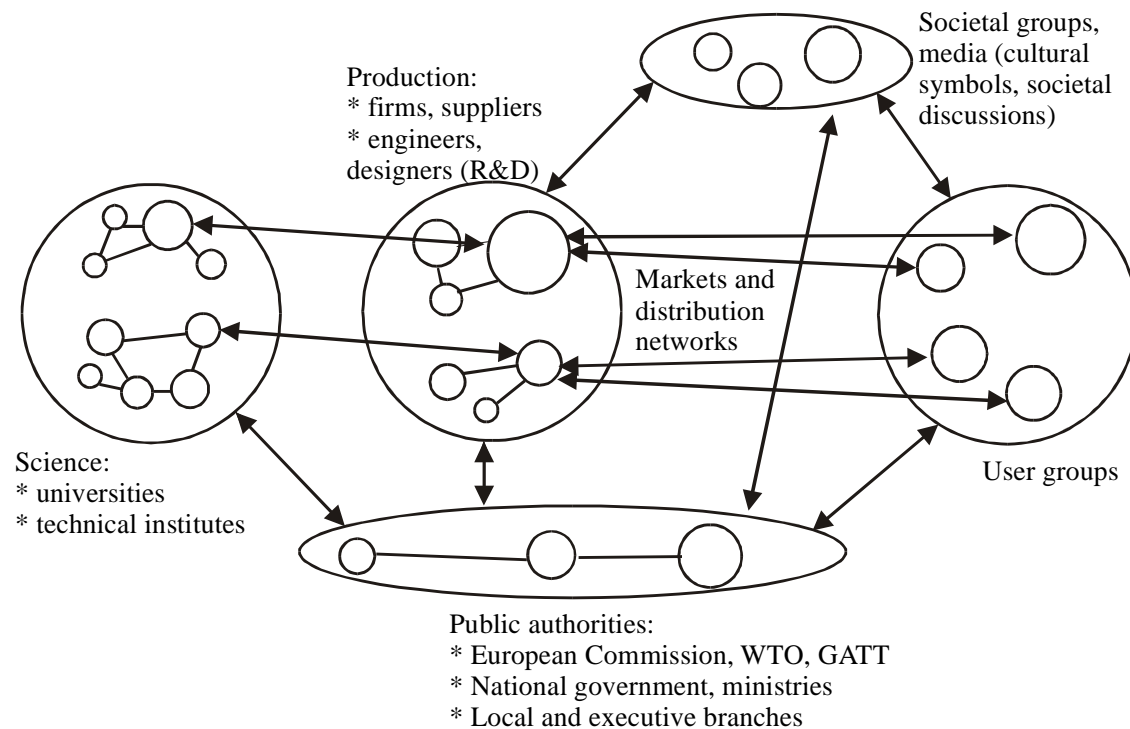 Societal groups,
media (cultural
symbols, societal
discussions)
Production:
* firms, suppliers
* engineers,
designers (R&D)
Markets and
distribution
networks
Science:
* universities
* technical institutes
User groups
Public authorities:
* European Commission, WTO, GATT
* National government, ministries
* Local and executive branches